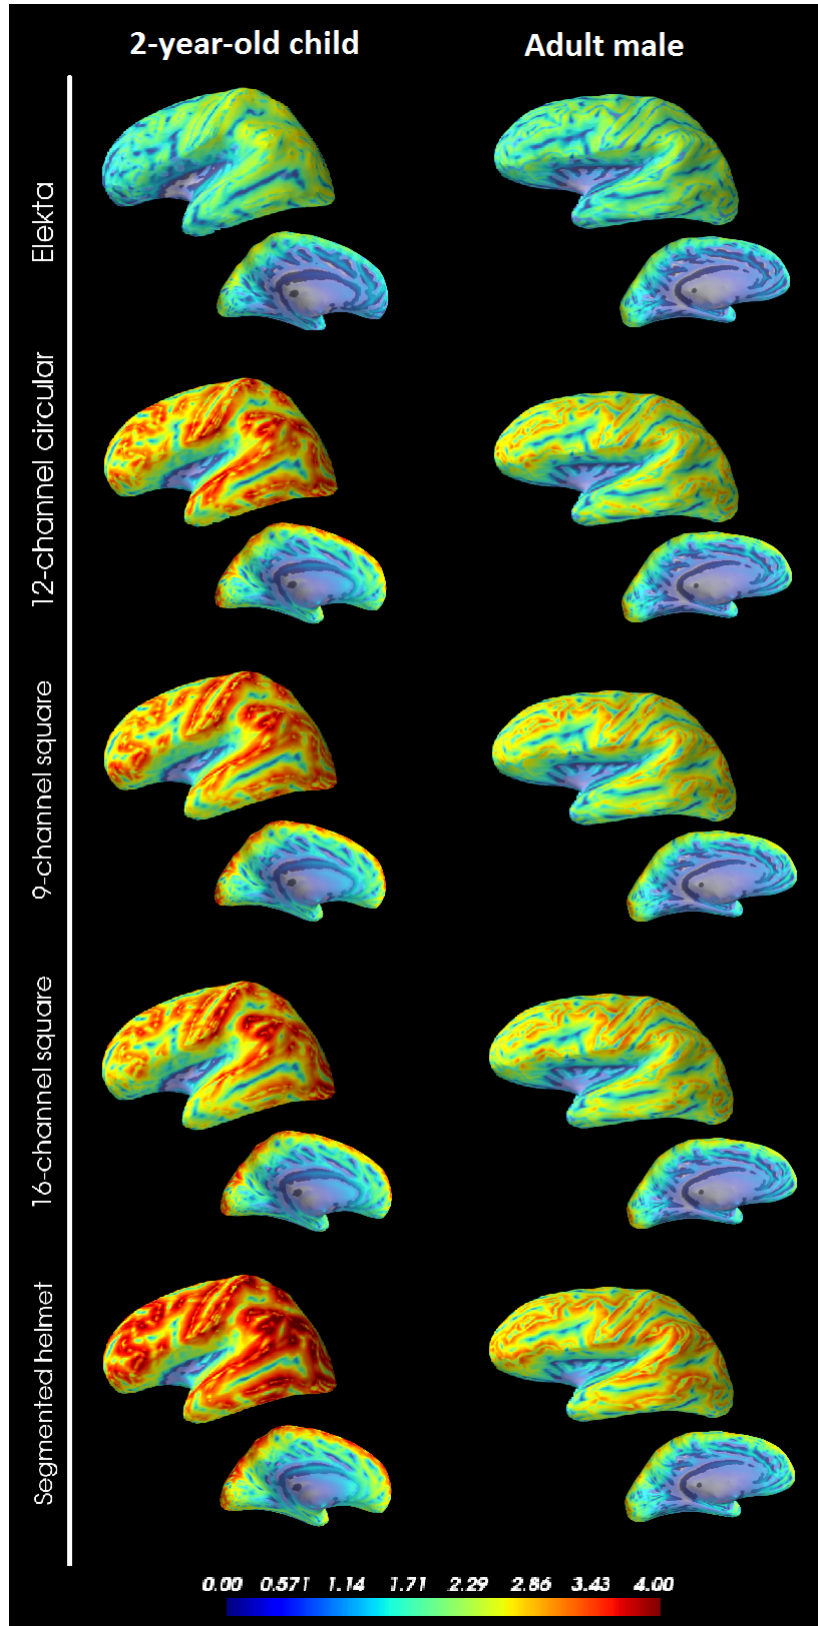 2-year-old child
Adult male
Elekta
12-channel circular
9-channel square
16-channel square
Segmented helmet
0.00 0.571 1.14 1.71 2.29 2.86 3.43 4.00